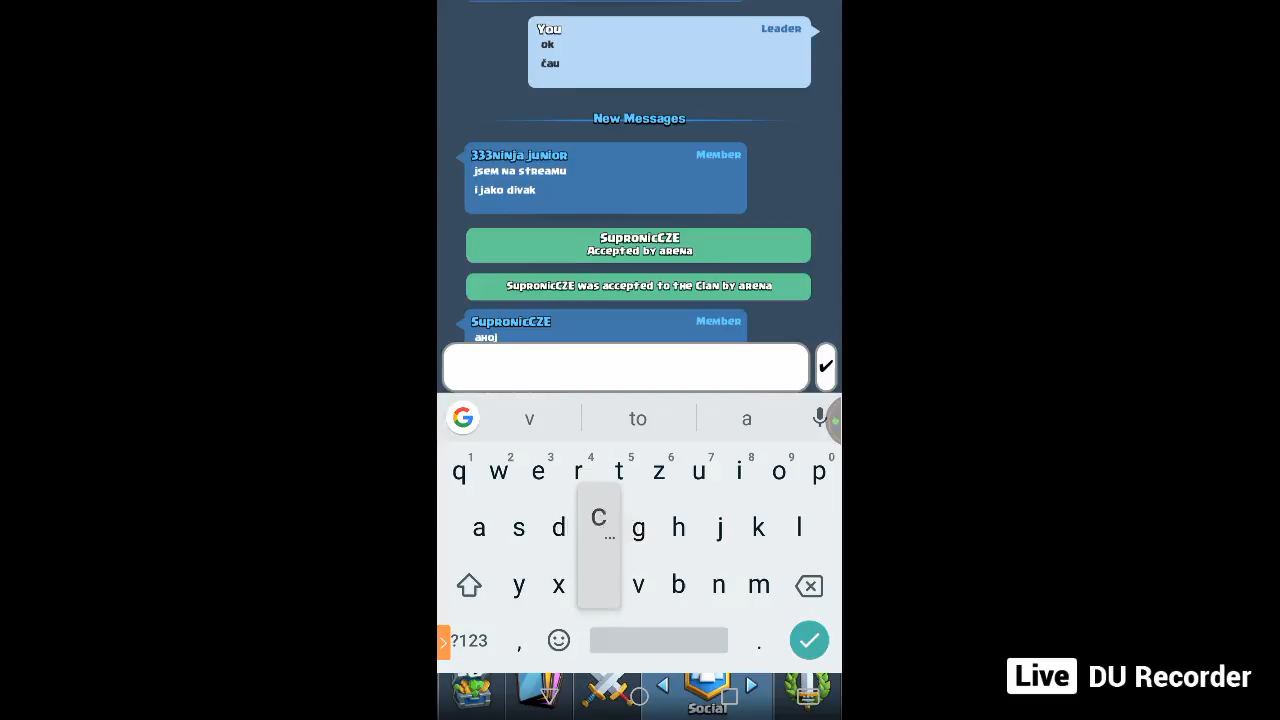 You
Leader
ok
čau
New Messages
333ninja junior
Member
jsem na streamu
i jako divak
SupronicCZE
Accepted by arena
SupronicCZE was accepted to the Clan by arena
SupronicCZE
Member
ahoj
✔
G
v
to
a
q 1 w 2 e 3 r 4 t 5 z 6 u 7 i 8 o 9 p 0
a s d c ... g h j k l
y x v b n m
?123 , .
Social
Live DU Recorder